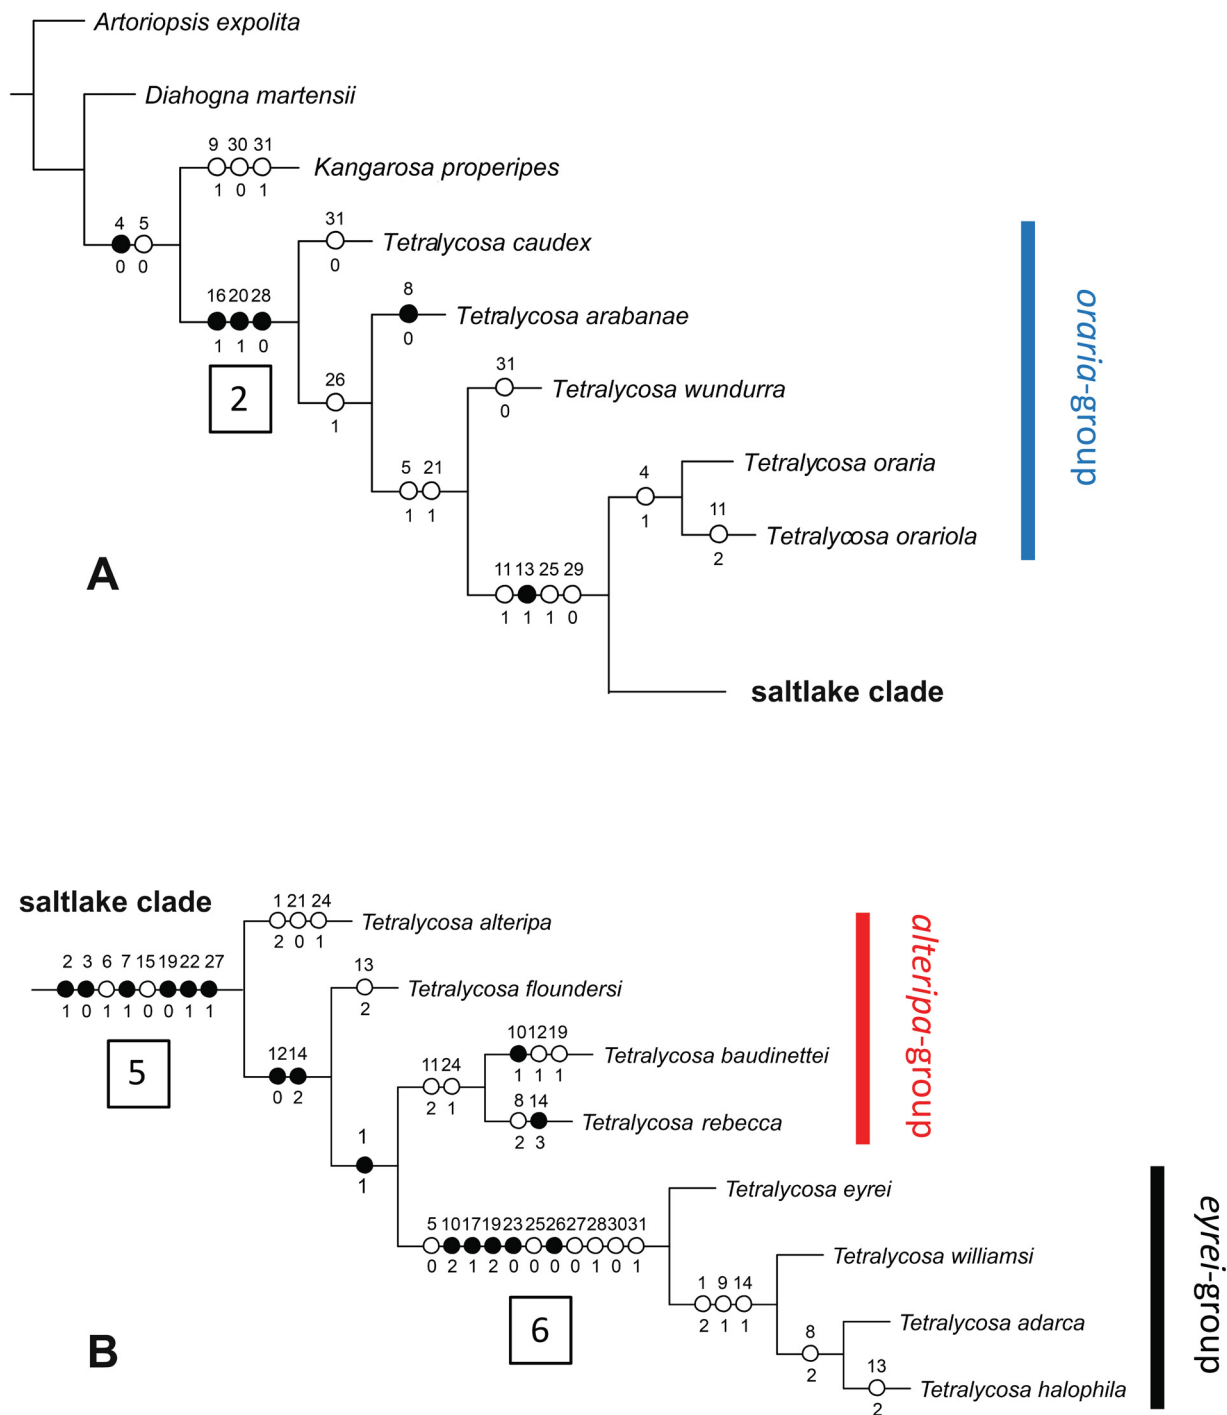 Artoriopsis expolita
Diahogna martensii
9 30 31
Kangarosa properipes
1 0 1
4 5
0 0
31
Tetralycosa caudex
0
16 20 28
1 1 0
2
8
Tetralycosa arabanae
0
26
1
31
Tetralycosa wundurra
0
5 21
1 1
4
1
Tetralycosa oraria
11
Tetralycosa orariola
2
oraria-group
A
11 13 25 29
1 1 1 0
saltlake clade
saltlake clade
2 3 6 7 15 19 22 27
1 0 1 1 0 0 1 1
5
1 21 24
Tetralycosa alteripa
2 0 1
13
Tetralycosa floundersi
2
12 14
0 2
10 12 19
Tetralycosa baudinettei
1 1 1
11 24
2 1
8 14
Tetralycosa rebecca
2 3
alteripa-group
1
1
Tetralycosa eyrei
5 10 17 19 23 25 26 27 28 30 31
0 2 1 2 0 0 0 0 1 0 1
6
Tetralycosa williamsi
1 9 14
2 1 1
Tetralycosa adarca
8
2
13
Tetralycosa halophila
2
eyrei-group
B